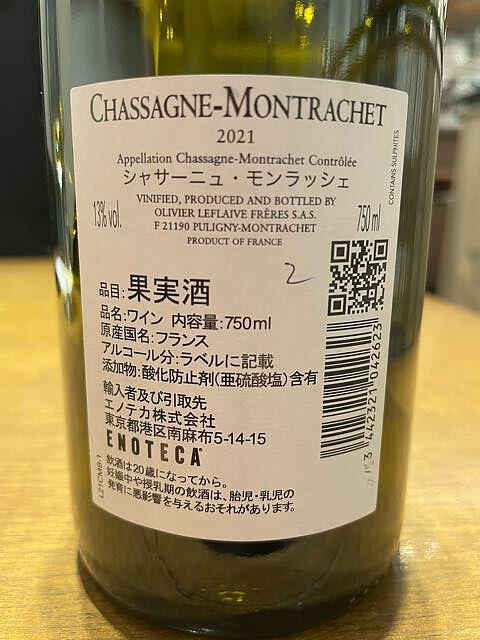 CHASSAGNE-MONTRACHET
2021
Appellation Chassagne-Montrachet Contrôlée
シャサーニュ・モンラッシェ
VINIFIED, PRODUCED AND BOTTLED BY
OLIVIER LEFLAIVE FRÈRES S.A.S.
F 21190 PULIGNY-MONTRACHET
PRODUCT OF FRANCE
13% vol.
750 ml
CONTAINS SULPHITES
2
品目:果実酒
品名:ワイン 内容量:750ml
原産国名:フランス
アルコール分:ラベルに記載
添加物:酸化防止剤(亜硫酸塩)含有
輸入者及び引取先
エノテカ株式会社
東京都港区南麻布5-14-15
ENOTECA
飲酒は20歳になってから。
妊娠中や授乳期の飲酒は、胎児・乳児の
発育に悪影響を与えるおそれがあります。
3 442321 042623